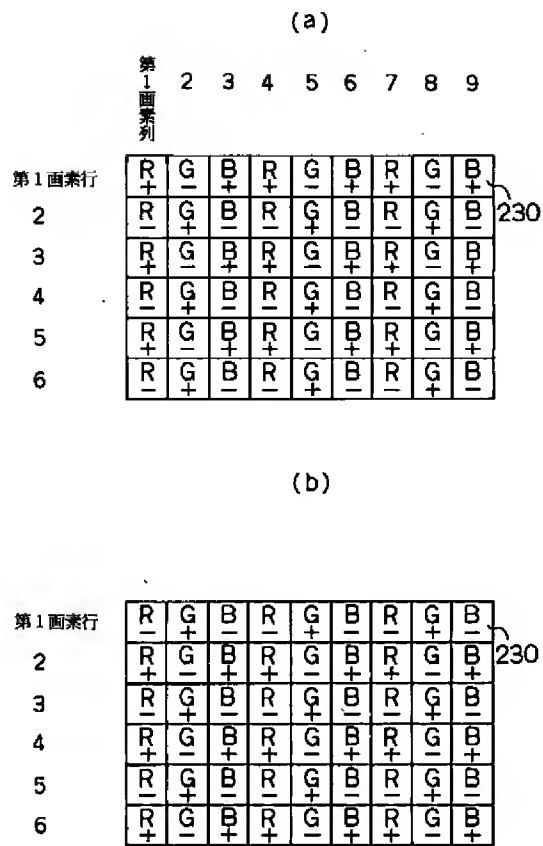 (a)
第1画素列 2 3 4 5 6 7 8 9
第1画素行 R G B R G B R G B
+ − + + − + + − +
230
2 R G B R G B R G B
− + − − + − − + −
3 R G B R G B R G B
+ − + + − + + − +
4 R G B R G B R G B
− + − − + − − + −
5 R G B R G B R G B
+ − + + − + + − +
6 R G B R G B R G B
− + − − + − − + −
(b)
第1画素行 R G B R G B R G B
− + − − + − − + −
230
2 R G B R G B R G B
+ − + + − + + − +
3 R G B R G B R G B
− + − − + − − + −
4 R G B R G B R G B
+ − + + − + + − +
5 R G B R G B R G B
− + − − + − − + −
6 R G B R G B R G B
+ − + + − + + − +